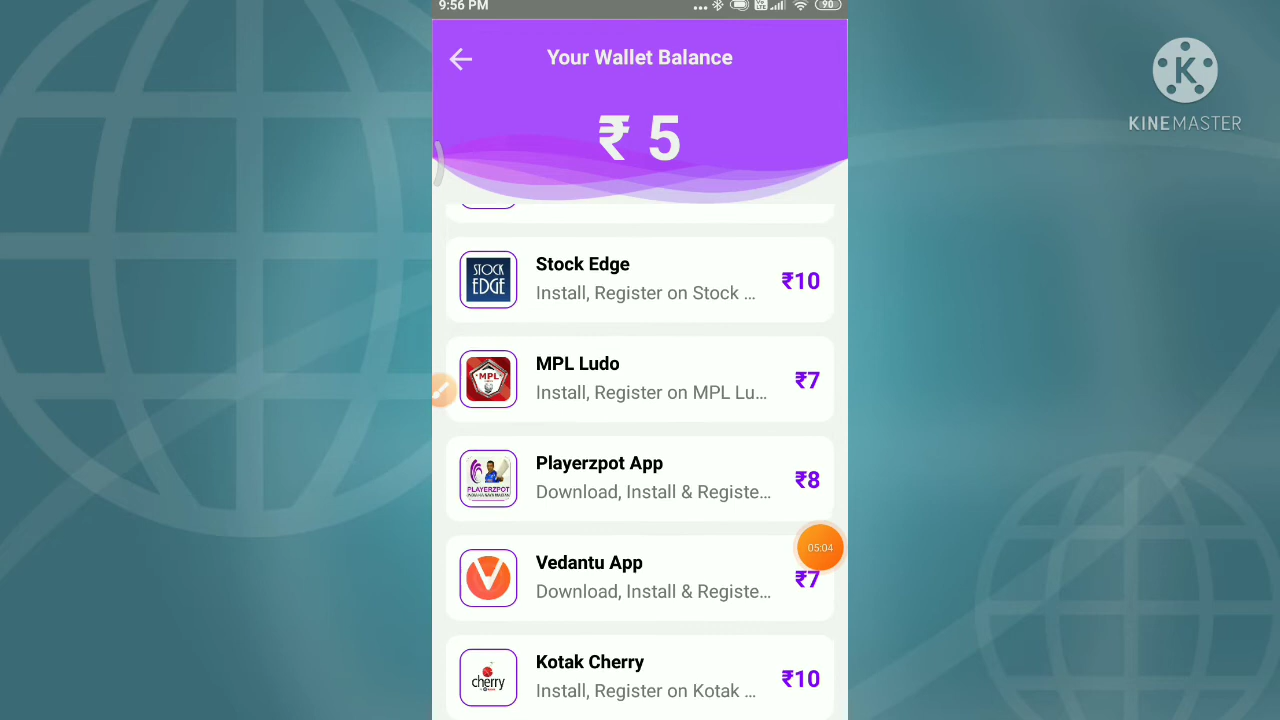 9:56 PM
90
Your Wallet Balance
₹ 5
K
KINEMASTER
STOCK
EDGE
Stock Edge
Install, Register on Stock ...
₹10
MPL
MPL Ludo
Install, Register on MPL Lu...
₹7
PLAYERZPOT
Playerzpot App
Download, Install & Registe...
₹8
05:04
Vedantu App
Download, Install & Registe...
₹7
cherry
Kotak Cherry
Install, Register on Kotak ...
₹10